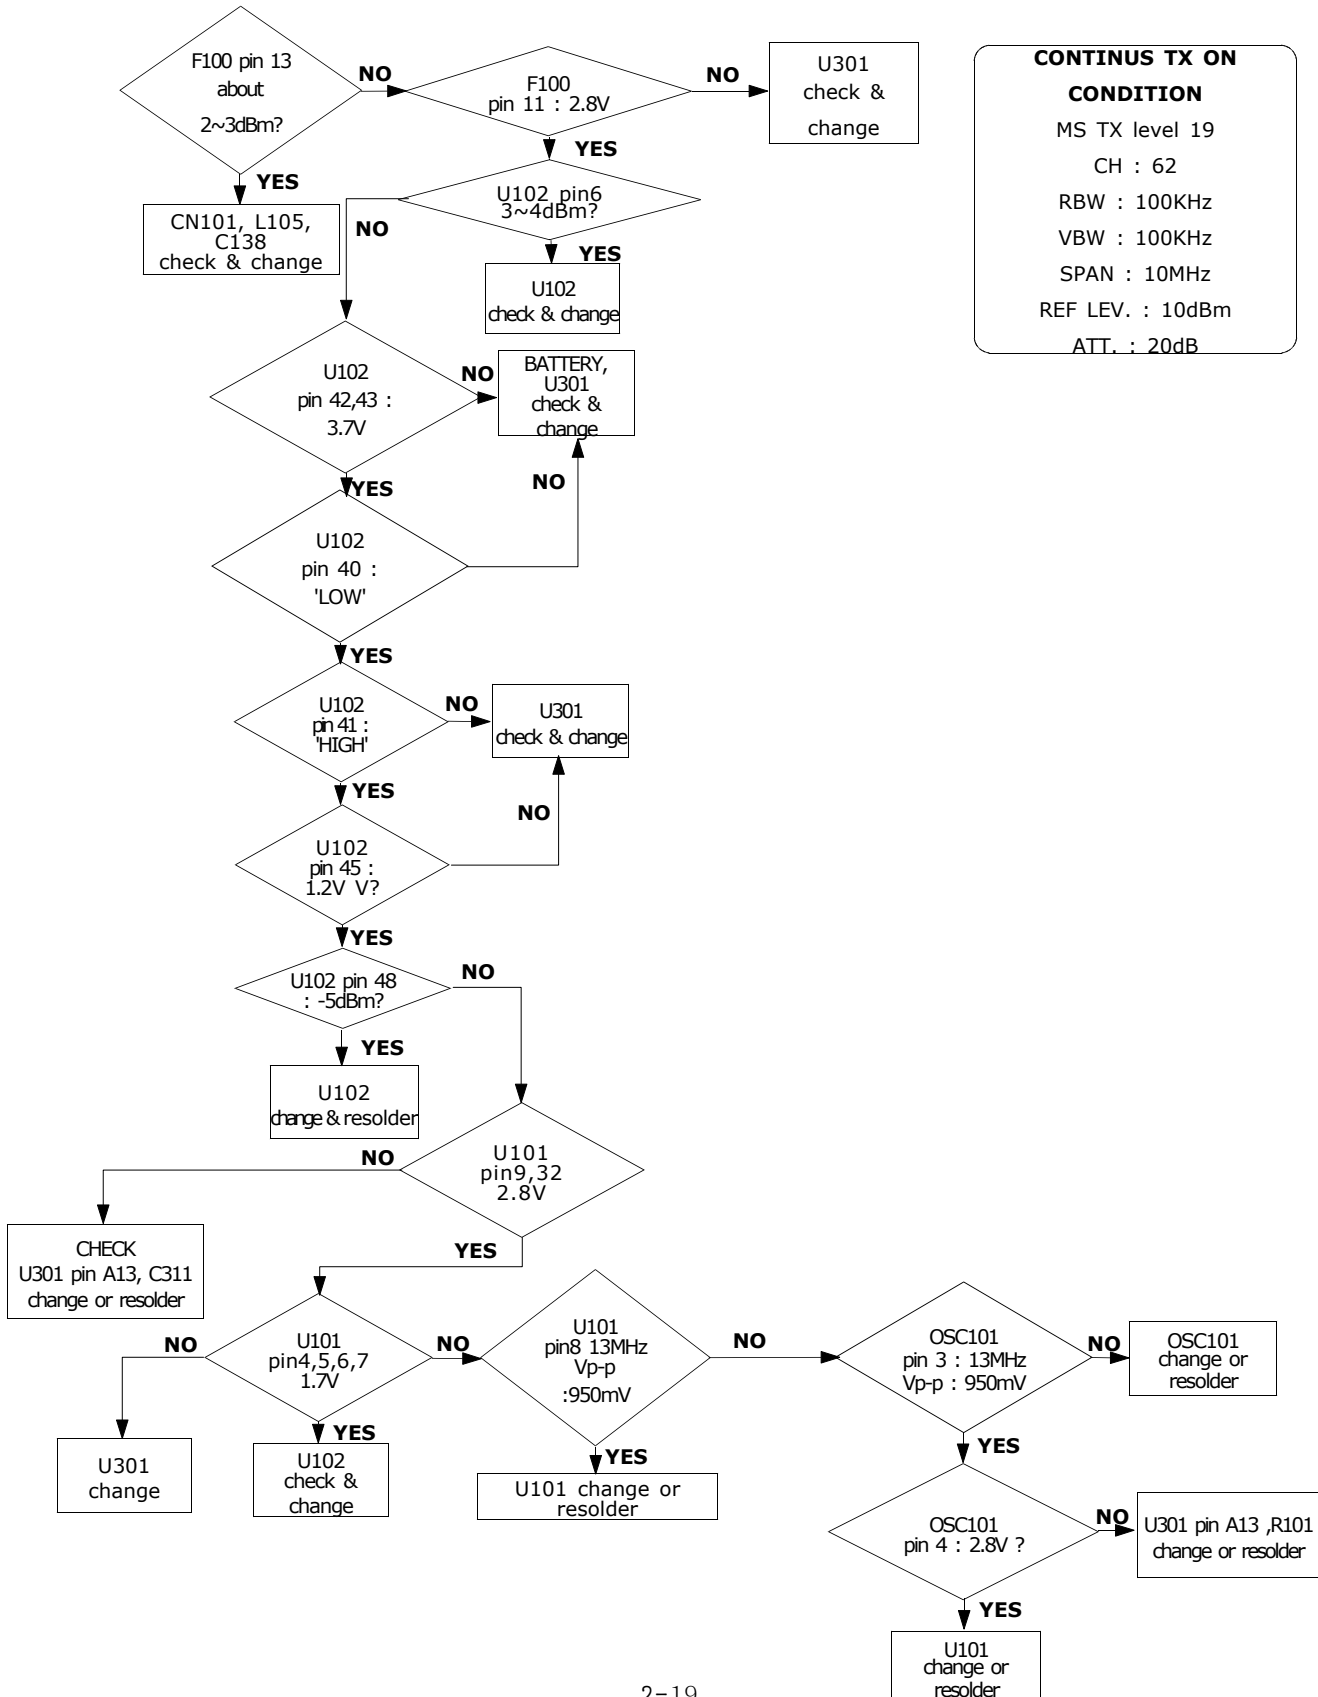 F100 pin 13
about
2~3dBm?
NO
F100
pin 11 : 2.8V
NO
U301
check &
change
CONTINUS TX ON
CONDITION
MS TX level 19
CH : 62
RBW : 100KHz
VBW : 100KHz
SPAN : 10MHz
REF LEV. : 10dBm
ATT. : 20dB
YES
YES
CN101, L105,
C138
check & change
NO
U102 pin6
3~4dBm?
YES
U102
check & change
U102
pin 42,43 :
3.7V
NO
BATTERY,
U301
check &
change
YES
NO
U102
pin 40 :
'LOW'
YES
U102
pin 41 :
'HIGH'
NO
U301
check & change
YES
NO
U102
pin 45 :
1.2V V?
YES
U102 pin 48
: -5dBm?
NO
YES
U102
change & resolder
U101
pin9,32
2.8V
NO
YES
CHECK
U301 pin A13, C311
change or resolder
NO
U101
pin4,5,6,7
1.7V
NO
U101
pin8 13MHz
Vp-p
:950mV
NO
OSC101
pin 3 : 13MHz
Vp-p : 950mV
NO
OSC101
change or
resolder
U301
change
YES
U102
check &
change
YES
U101 change or
resolder
YES
OSC101
pin 4 : 2.8V ?
NO
U301 pin A13 ,R101
change or resolder
YES
U101
change or
resolder
2-19